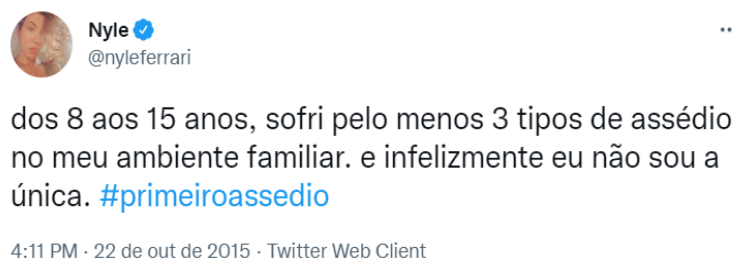 Nyle
@nyleferrari
dos 8 aos 15 anos, sofri pelo menos 3 tipos de assédio
no meu ambiente familiar. e infelizmente eu não sou a
única. #primeiroassedio
4:11 PM · 22 de out de 2015 · Twitter Web Client